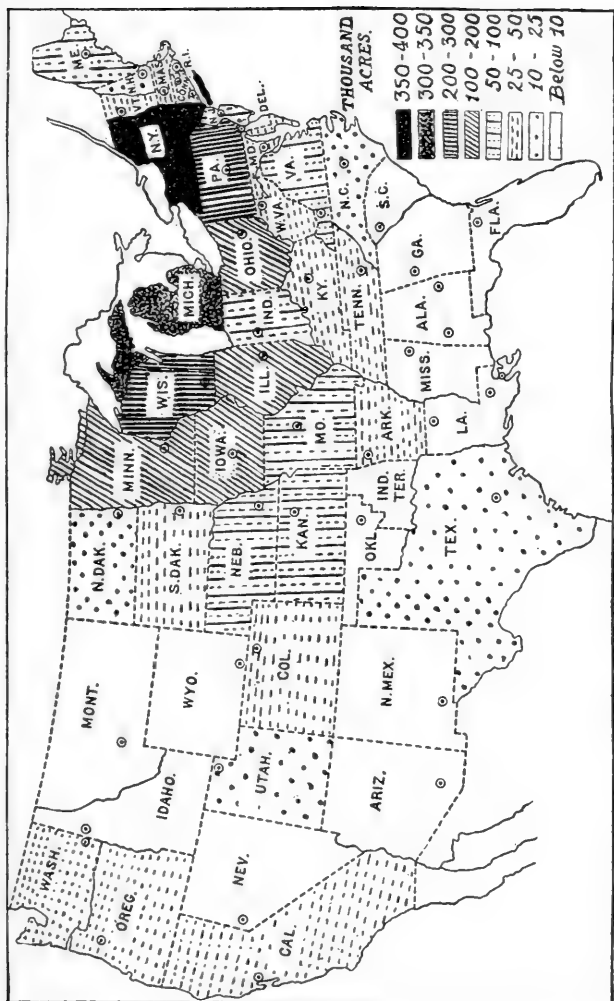 WASH.
OREG.
CAL.
NEV.
IDAHO.
MONT.
WYO.
UTAH.
ARIZ.
COL.
N.MEX.
N.DAK.
S.DAK.
NEB.
KAN.
OKL.
IND.
TER.
TEX.
MINN.
IOWA.
MO.
ARK.
LA.
WIS.
ILL.
MICH.
IND.
OHIO.
KY.
TENN.
MISS.
ALA.
GA.
FLA.
S.C.
N.C.
VA.
W.VA.
MD.
DEL.
PA.
N.Y.
VT.
N.H.
ME.
MASS.
R.I.
THOUSAND
ACRES.
350-400
300-350
200-300
100-200
50-100
25-50
10-25
Below 10